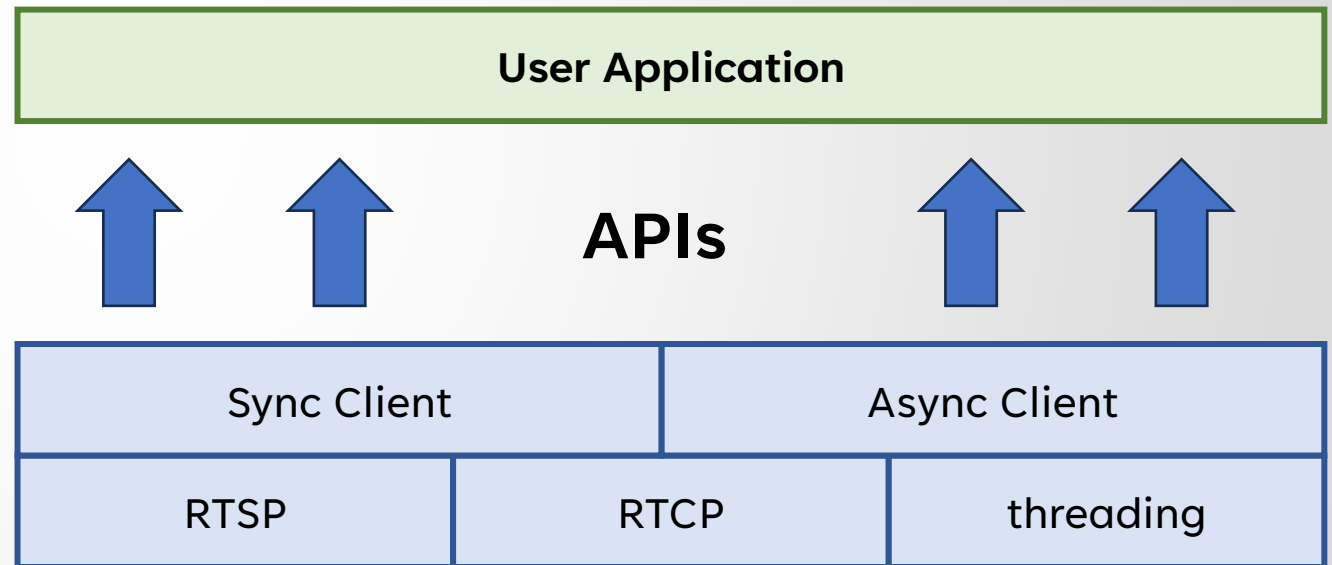 User Application
APIs
Sync Client
Async Client
RTSP
RTCP
threading